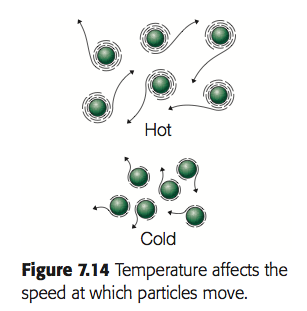 Hot
Cold
Figure 7.14 Temperature affects the
speed at which particles move.